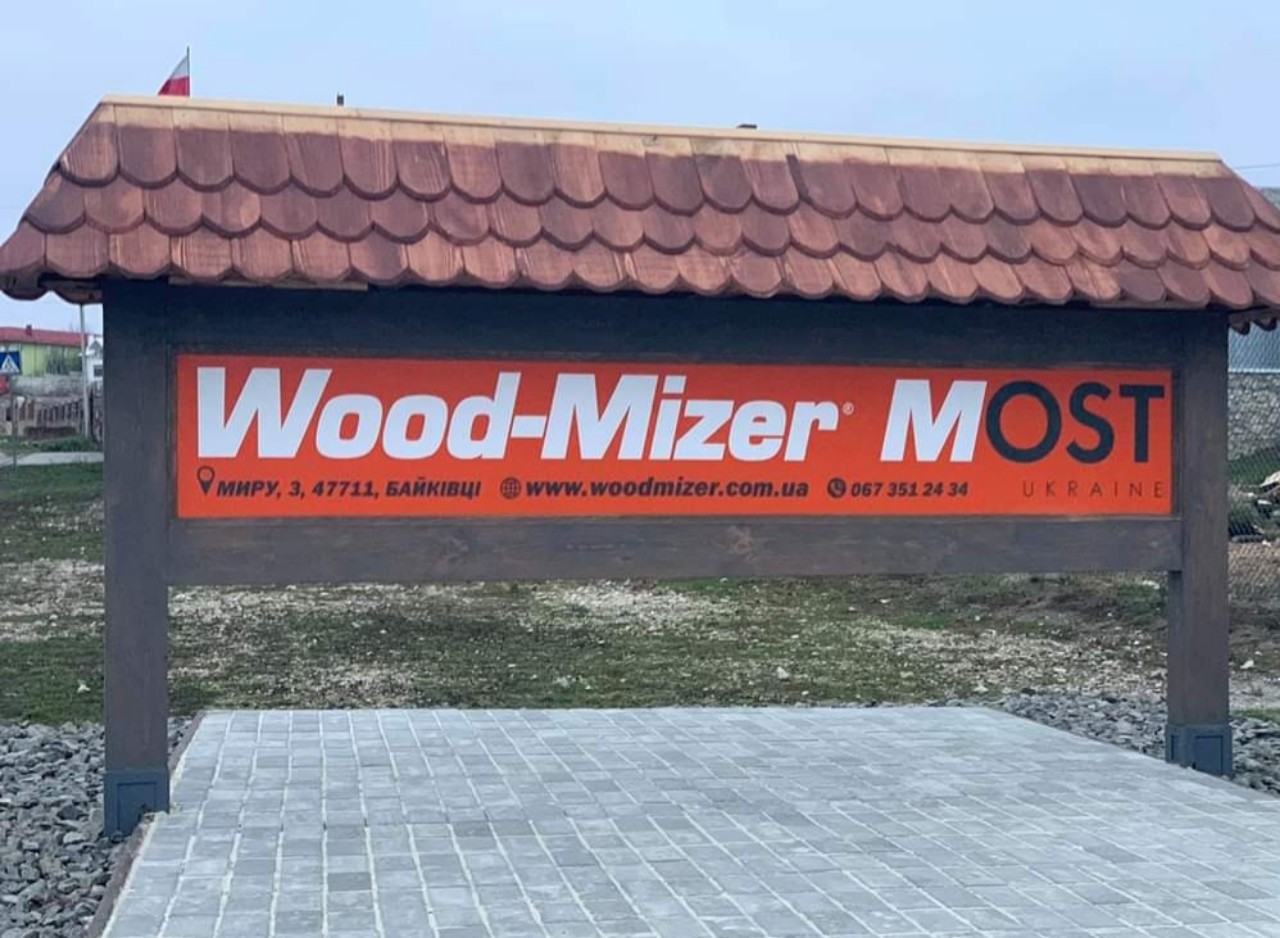 Wood-Mizer® MOST
МИРУ, 3, 47711, БАЙКІВЦІ www.woodmizer.com.ua 067 351 24 34 UKRAINE